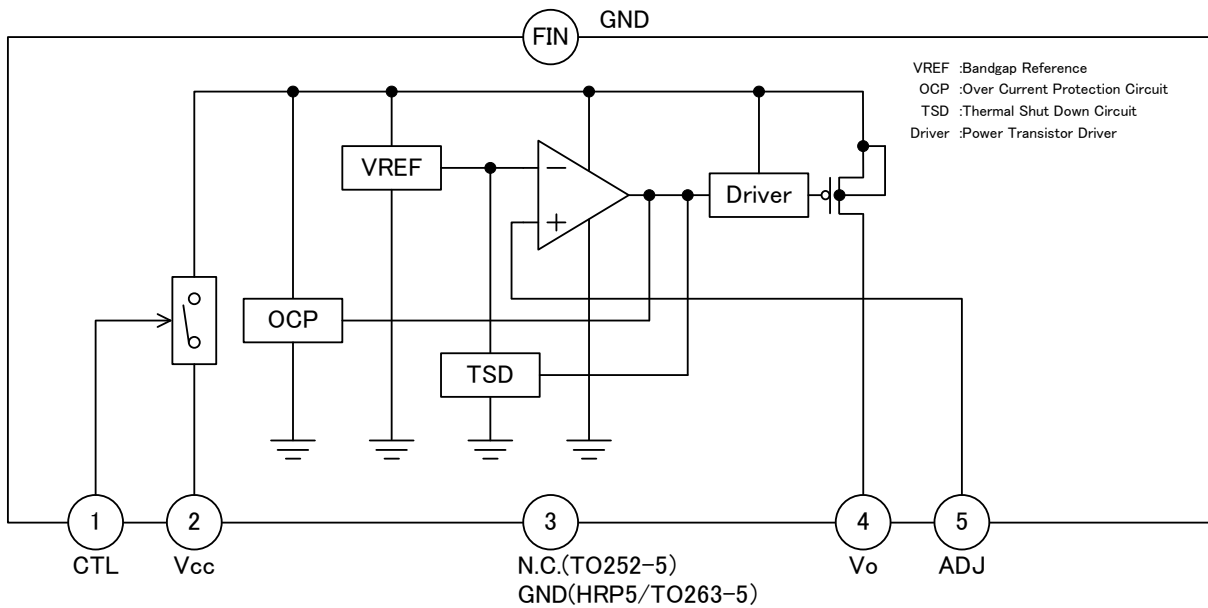 FIN
GND
VREF :Bandgap Reference
OCP :Over Current Protection Circuit
TSD :Thermal Shut Down Circuit
Driver :Power Transistor Driver
VREF
−
+
Driver
OCP
TSD
1
2
3
4
5
CTL
Vcc
N.C.(TO252−5)
GND(HRP5/TO263−5)
Vo
ADJ